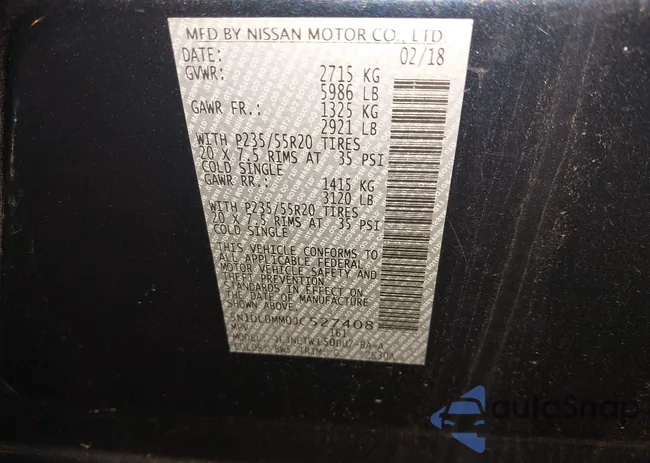 MFD BY NISSAN MOTOR CO., LTD
DATE: 02/18
GVWR: 2715 KG
5986 LB
GAWR FR.: 1325 KG
2921 LB
WITH P235/55R20 TIRES
20 X 7.5 RIMS AT 35 PSI
COLD SINGLE
GAWR RR.: 1415 KG
3120 LB
WITH P235/55R20 TIRES
20 X 7.5 RIMS AT 35 PSI
COLD SINGLE
THIS VEHICLE CONFORMS TO
ALL APPLICABLE FEDERAL
MOTOR VEHICLE SAFETY AND
THEFT PREVENTION
STANDARDS IN EFFECT ON
THE DATE OF MANUFACTURE
SHOWN ABOVE
5N1DL0MM0JC527408
MPV 161
MODEL:
TRIM: G 2530A
autoSnap